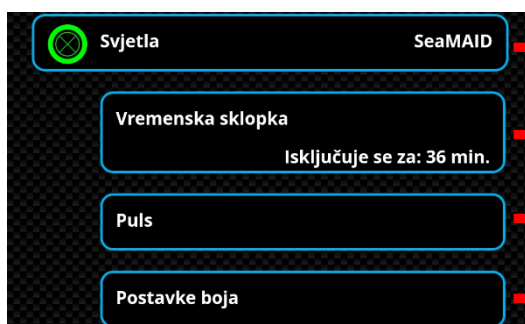 Svjetla SeaMAID
Vremenska sklopka
Isključuje se za: 36 min.
Puls
Postavke boja